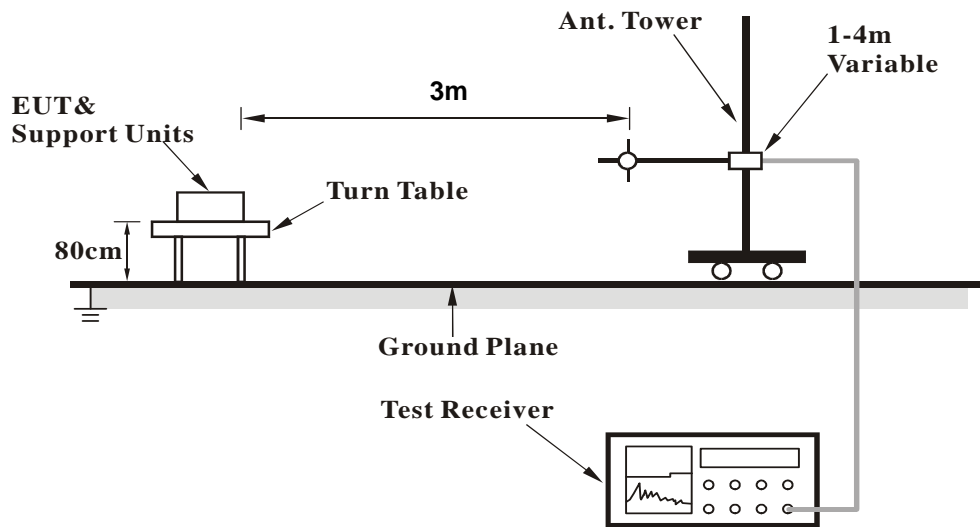 Ant. Tower
1-4m
Variable
3m
EUT&
Support Units
Turn Table
80cm
Ground Plane
Test Receiver